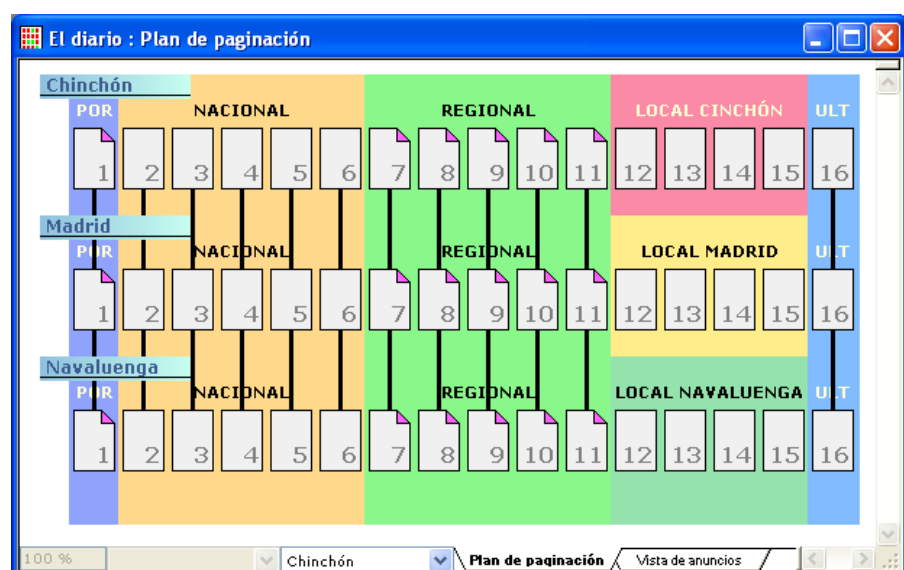 El diario : Plan de paginación
Chinchón
POR NACIONAL REGIONAL LOCAL CINCHÓN ULT
1 2 3 4 5 6 7 8 9 10 11 12 13 14 15 16
Madrid
POR NACIONAL REGIONAL LOCAL MADRID ULT
1 2 3 4 5 6 7 8 9 10 11 12 13 14 15 16
Navaluenga
POR NACIONAL REGIONAL LOCAL NAVALUENGA ULT
1 2 3 4 5 6 7 8 9 10 11 12 13 14 15 16
100 % Chinchón Plan de paginación Vista de anuncios